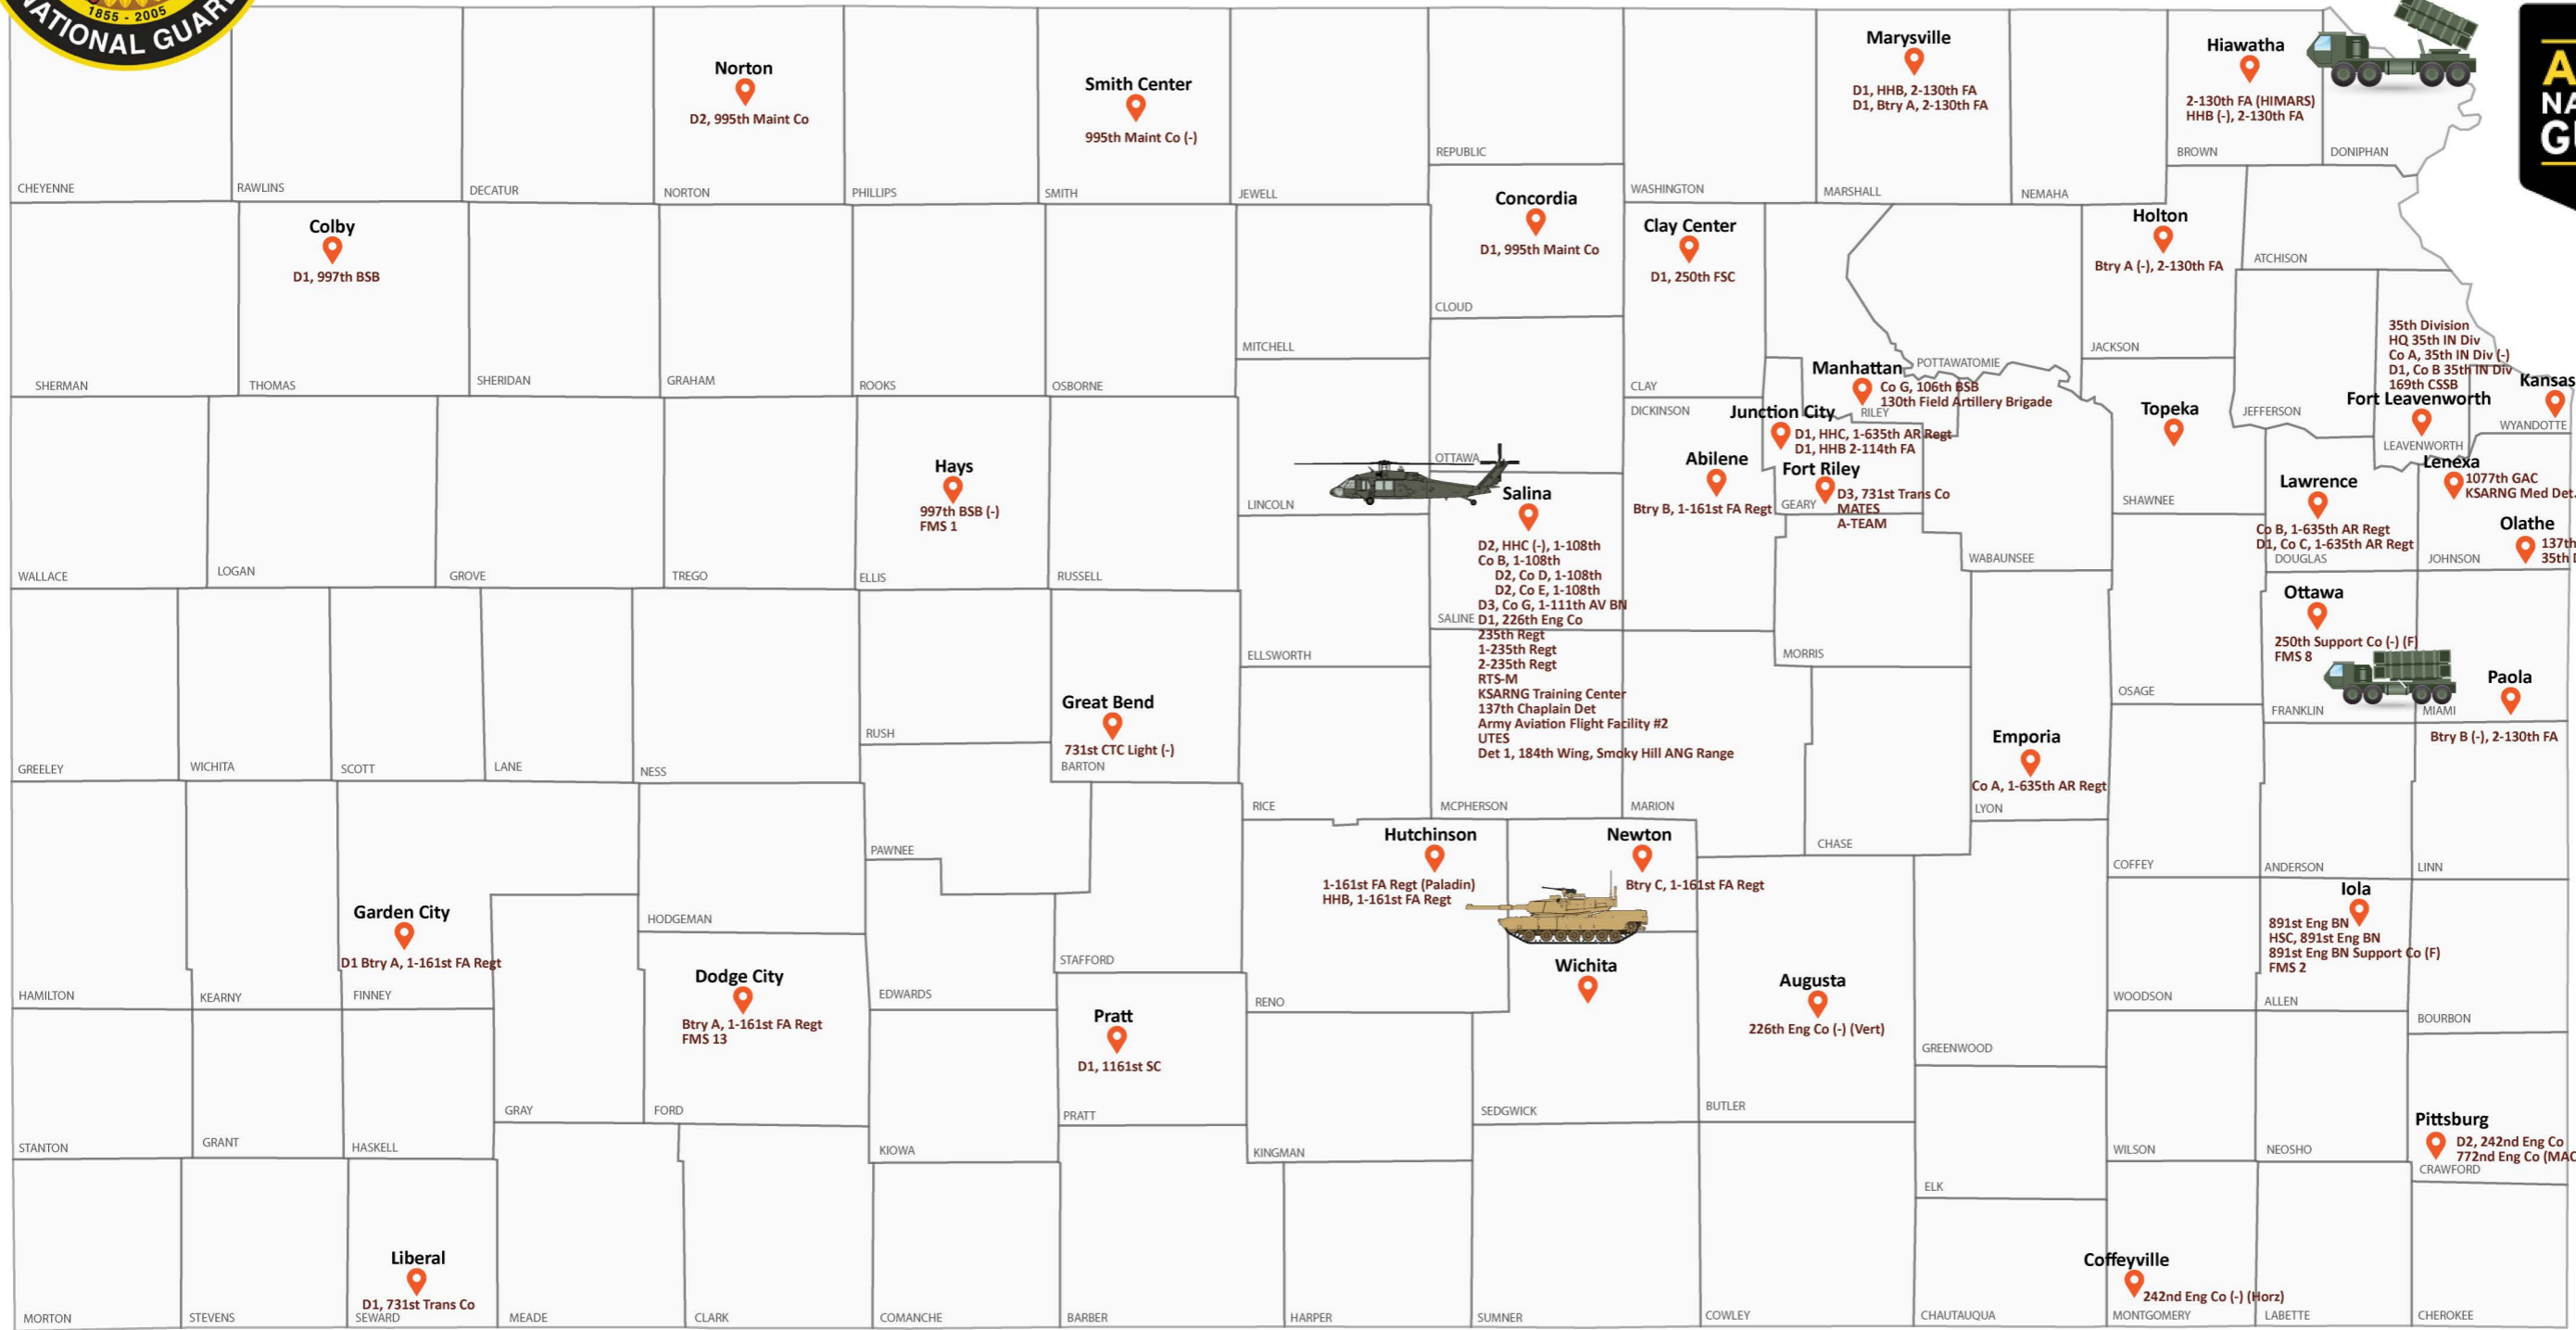 1855 - 2005
NATIONAL GUARD
Norton
D2, 995th Maint Co
Smith Center
995th Maint Co (-)
Marysville
D1, HHB, 2-130th FA
D1, Btry A, 2-130th FA
Hiawatha
2-130th FA (HIMARS)
HHB (-), 2-130th FA
CHEYENNE
RAWLINS
DECATUR
NORTON
PHILLIPS
SMITH
JEWELL
REPUBLIC
WASHINGTON
MARSHALL
NEMAHA
BROWN
DONIPHAN
Colby
D1, 997th BSB
Concordia
D1, 995th Maint Co
Clay Center
D1, 250th FSC
Holton
Btry A (-), 2-130th FA
ATCHISON
CLOUD
MITCHELL
JACKSON
SHERMAN
THOMAS
SHERIDAN
GRAHAM
ROOKS
OSBORNE
CLAY
POTTAWATOMIE
35th Division
HQ 35th IN Div
Co A, 35th IN Div (-)
D1, Co B 35th IN Div
169th CSSB
Fort Leavenworth
LEAVENWORTH
Kansas
WYANDOTTE
JEFFERSON
Manhattan
Co G, 106th BSB
130th Field Artillery Brigade
RILEY
DICKINSON
Junction City
D1, HHC, 1-635th AR Regt
D1, HHB 2-114th FA
Topeka
SHAWNEE
Hays
997th BSB (-)
FMS 1
OTTAWA
LINCOLN
Abilene
Btry B, 1-161st FA Regt
Fort Riley
D3, 731st Trans Co
MATES
A-TEAM
GEARY
WABAUNSEE
Lawrence
Co B, 1-635th AR Regt
D1, Co C, 1-635th AR Regt
DOUGLAS
Lenexa
1077th GAC
KSARNG Med Det
Olathe
137th
35th
JOHNSON
WALLACE
LOGAN
GROVE
TREGO
ELLIS
RUSSELL
Salina
D2, HHC (-), 1-108th
Co B, 1-108th
D2, Co D, 1-108th
D2, Co E, 1-108th
D3, Co G, 1-111th AV BN
D1, 226th Eng Co
235th Regt
1-235th Regt
2-235th Regt
RTS-M
KSARNG Training Center
137th Chaplain Det
Army Aviation Flight Facility #2
UTES
Det 1, 184th Wing, Smoky Hill ANG Range
SALINE
ELLSWORTH
MORRIS
Ottawa
250th Support Co (-) (F)
FMS 8
OSAGE
FRANKLIN
MIAMI
Paola
Btry B (-), 2-130th FA
Great Bend
731st CTC Light (-)
BARTON
RUSH
Emporia
Co A, 1-635th AR Regt
LYON
GREELEY
WICHITA
SCOTT
LANE
NESS
RICE
MCPHERSON
MARION
CHASE
PAWNEE
COFFEY
ANDERSON
LINN
Hutchinson
1-161st FA Regt (Paladin)
HHB, 1-161st FA Regt
Newton
Btry C, 1-161st FA Regt
Iola
891st Eng BN
HSC, 891st Eng BN
891st Eng BN Support Co (F)
FMS 2
Garden City
D1 Btry A, 1-161st FA Regt
HODGEMAN
STAFFORD
Dodge City
Btry A, 1-161st FA Regt
FMS 13
Wichita
Augusta
226th Eng Co (-) (Vert)
HAMILTON
KEARNY
FINNEY
EDWARDS
RENO
WOODSON
ALLEN
BOURBON
Pratt
D1, 1161st SC
GREENWOOD
GRAY
FORD
PRATT
SEDGWICK
BUTLER
STANTON
GRANT
HASKELL
KIOWA
KINGMAN
WILSON
NEOSHO
Pittsburg
D2, 242nd Eng Co
772nd Eng Co (MAC
CRAWFORD
ELK
Liberal
D1, 731st Trans Co
Coffeyville
242nd Eng Co (-) (Horz)
MORTON
STEVENS
SEWARD
MEADE
CLARK
COMANCHE
BARBER
HARPER
SUMNER
COWLEY
CHAUTAUQUA
MONTGOMERY
LABETTE
CHEROKEE